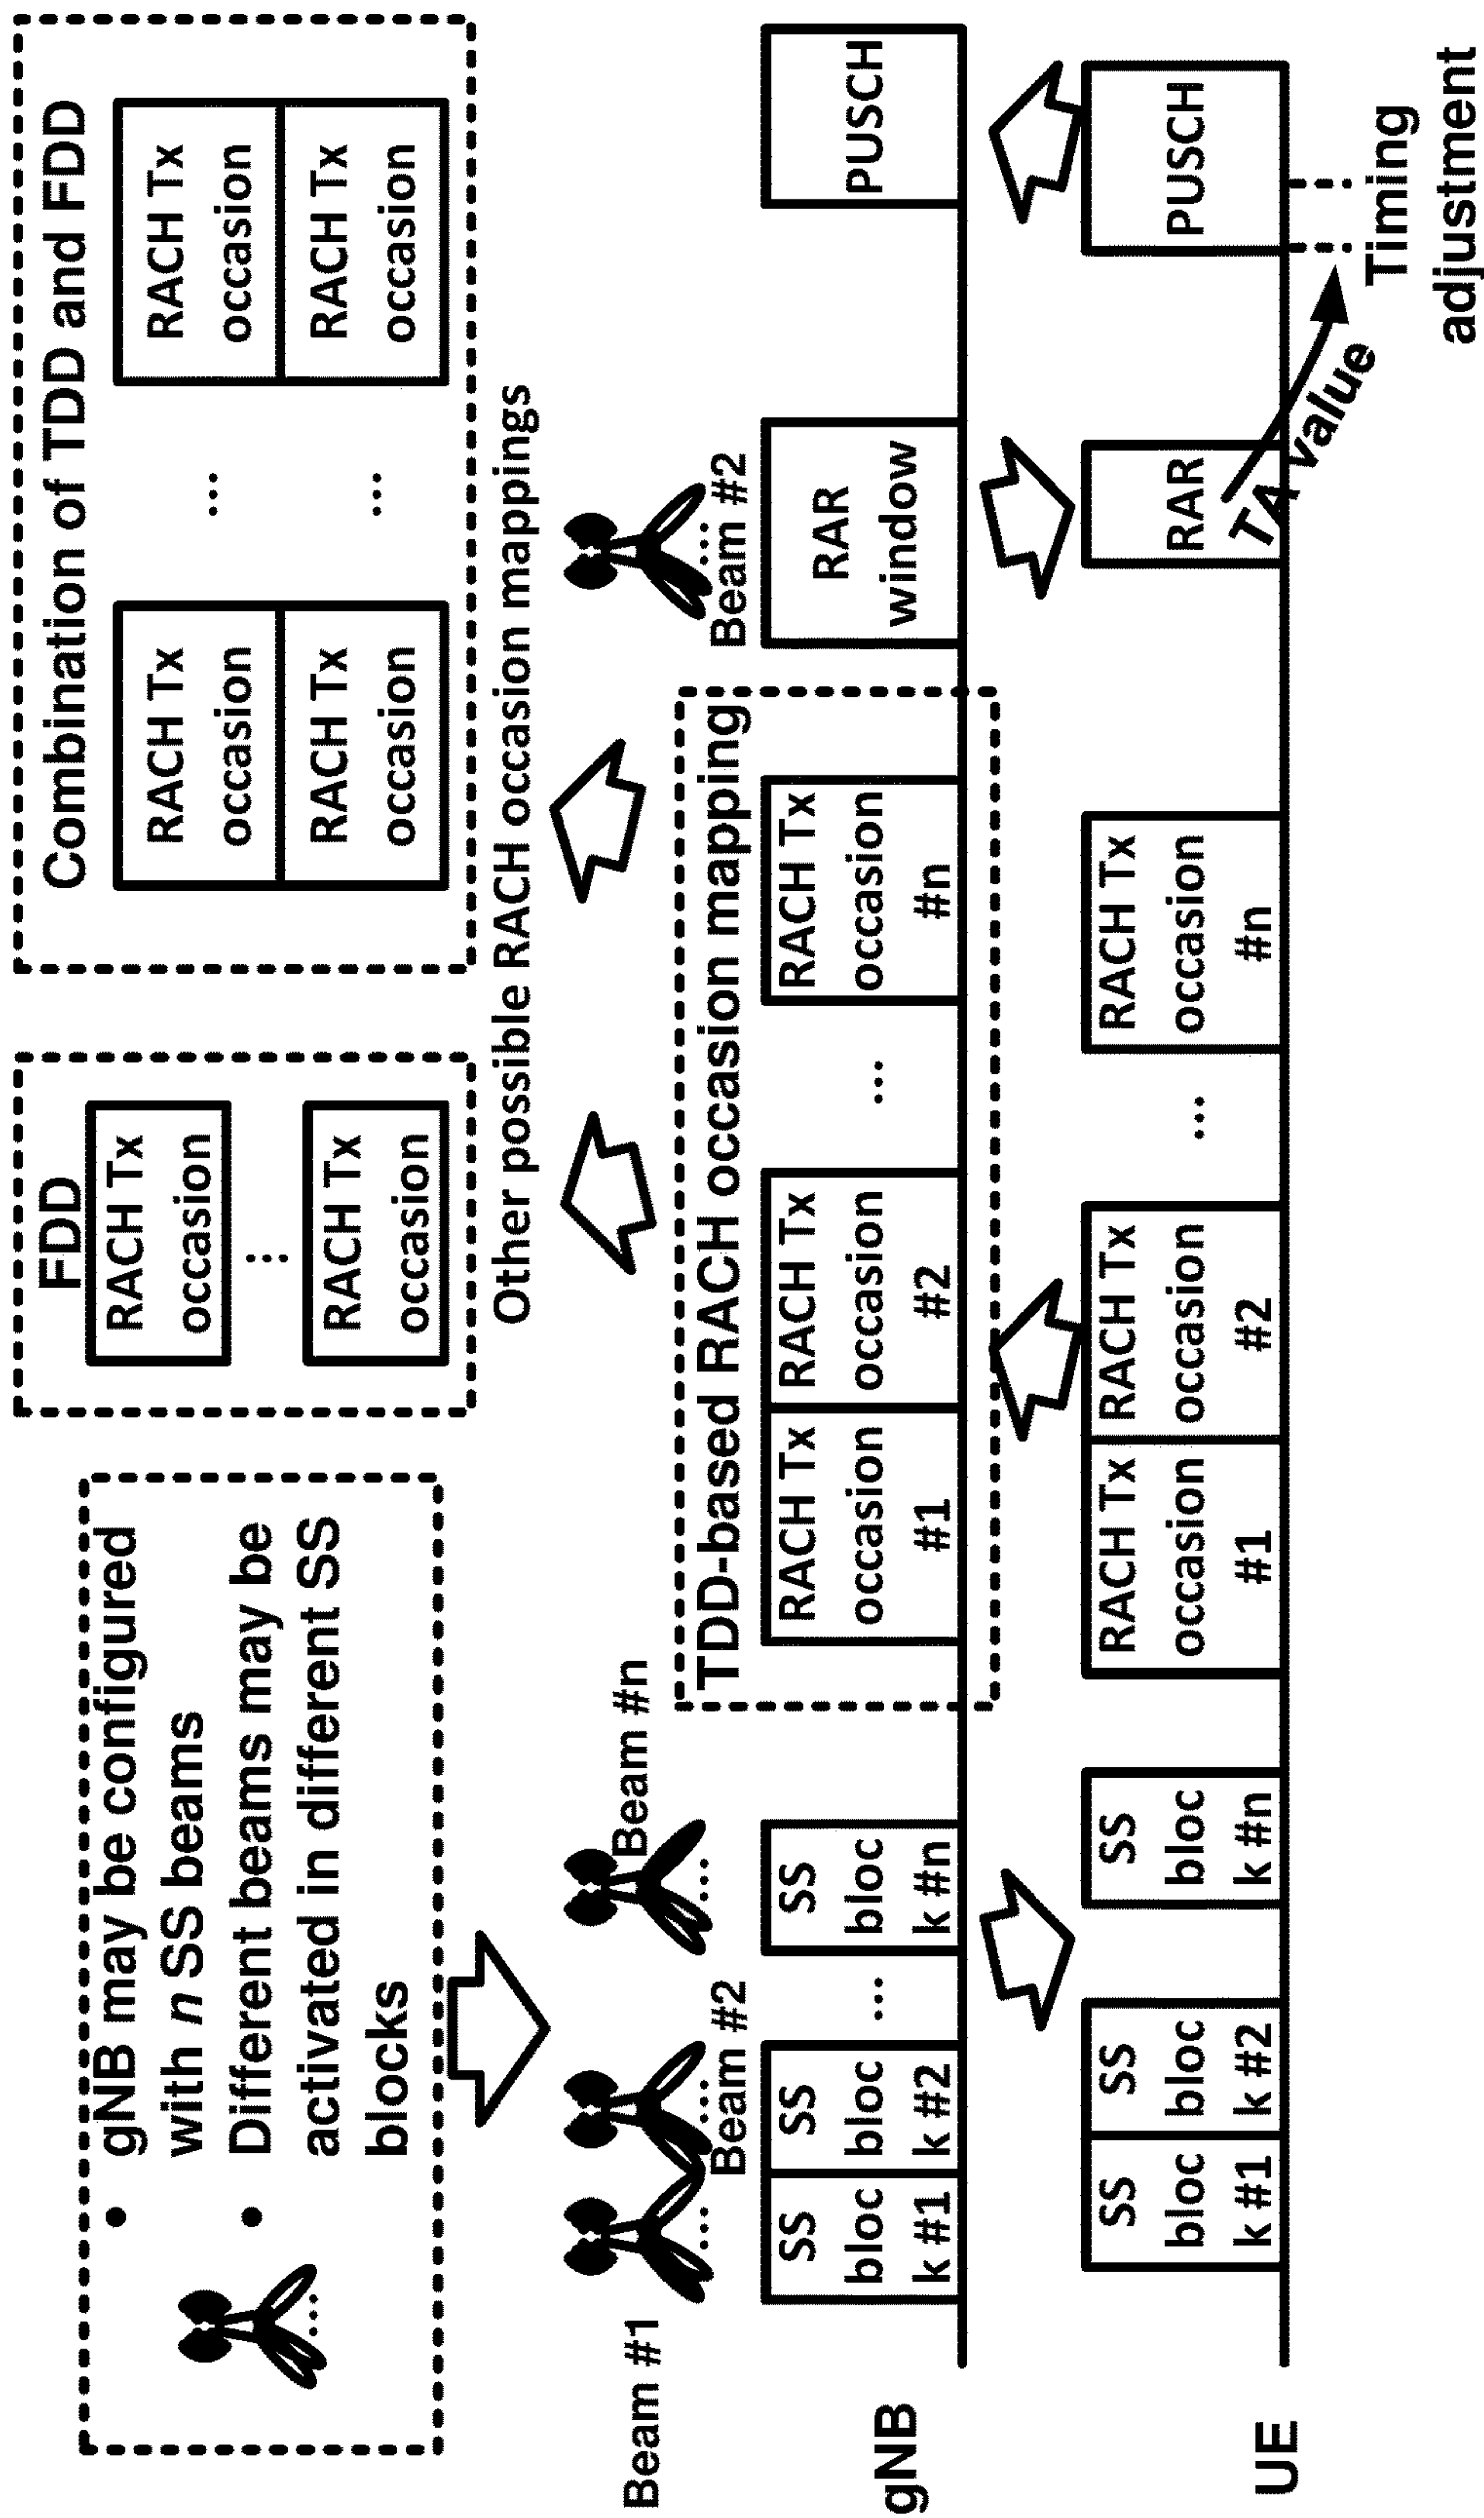 • gNB may be configured
with n SS beams
• Different beams may be
activated in different SS
blocks
...
FDD
RACH Tx
occasion
...
RACH Tx
occasion
Combination of TDD and FDD
RACH Tx
occasion
RACH Tx
occasion
...
...
RACH Tx
occasion
RACH Tx
occasion
Other possible RACH occasion mappings
Beam #1
...
...
Beam #2
Beam #n
...
TDD-based RACH occasion mapping
...
Beam #2
gNB
SS
bloc
k #1
SS
bloc
k #2
...
SS
bloc
k #n
RACH Tx
occasion
#1
RACH Tx
occasion
#2
...
RACH Tx
occasion
#n
RAR
window
PUSCH
UE
SS
bloc
k #1
SS
bloc
k #2
SS
bloc
k #n
RACH Tx
occasion
#1
RACH Tx
occasion
#2
...
RACH Tx
occasion
#n
RAR
TA value
PUSCH
Timing
adjustment